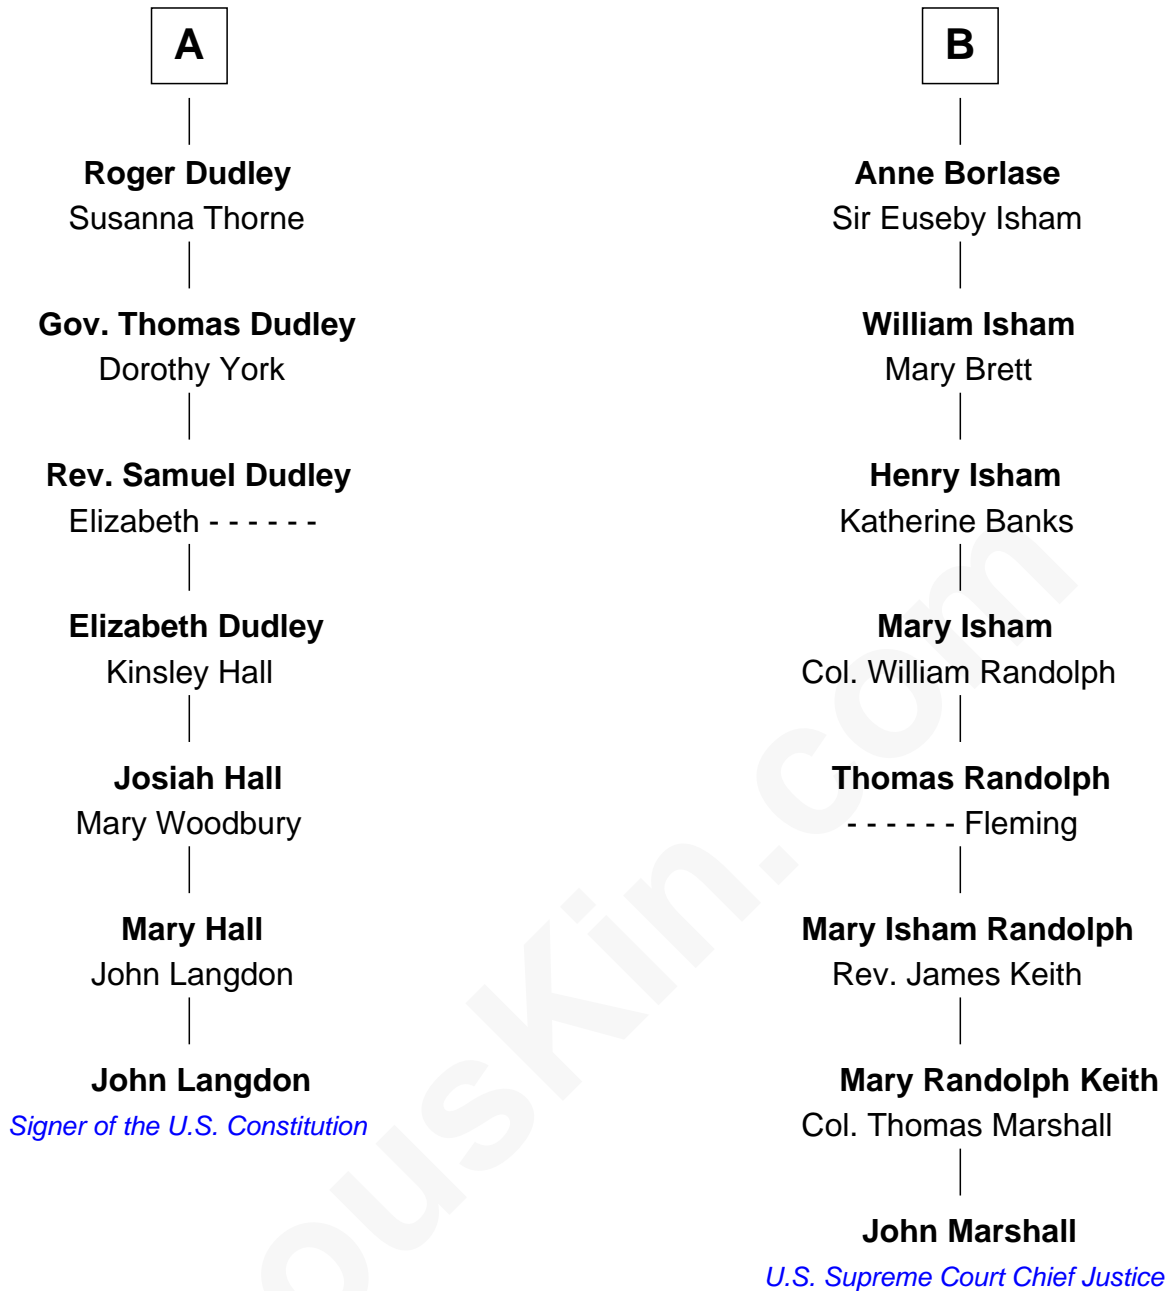 A
Roger Dudley
Susanna Thorne
Gov. Thomas Dudley
Dorothy York
Rev. Samuel Dudley
Elizabeth - - - - - -
Elizabeth Dudley
Kinsley Hall
Josiah Hall
Mary Woodbury
Mary Hall
John Langdon
John Langdon
Signer of the U.S. Constitution
B
Anne Borlase
Sir Euseby Isham
William Isham
Mary Brett
Henry Isham
Katherine Banks
Mary Isham
Col. William Randolph
Thomas Randolph
- - - - - - Fleming
Mary Isham Randolph
Rev. James Keith
Mary Randolph Keith
Col. Thomas Marshall
John Marshall
U.S. Supreme Court Chief Justice
ousKin.com